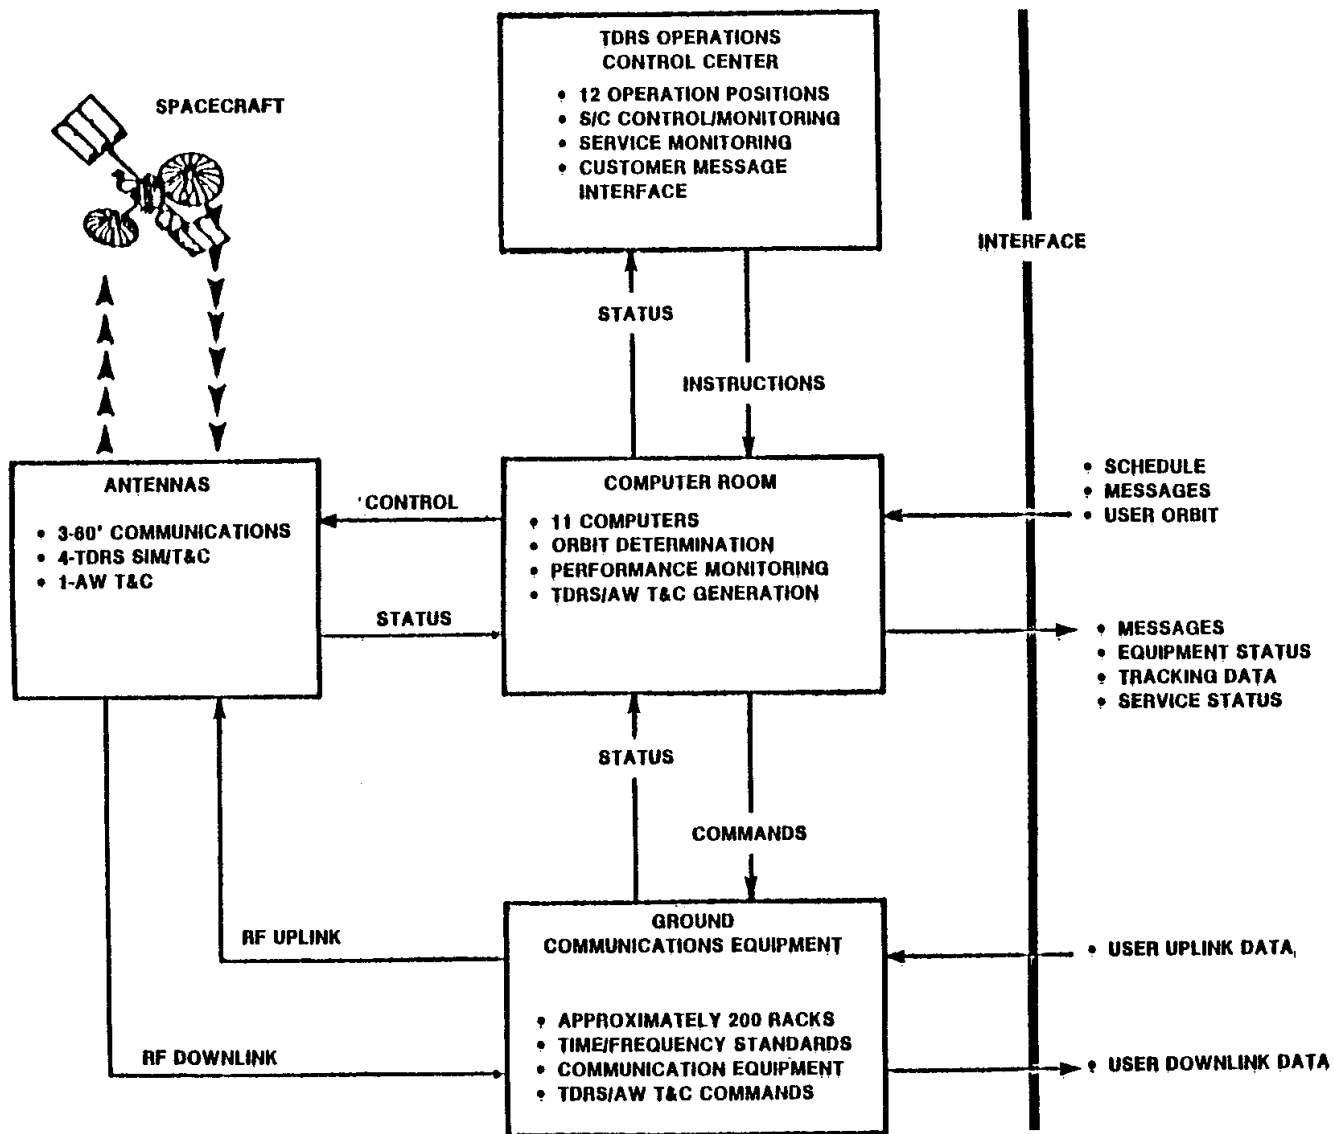 TDRS OPERATIONS
CONTROL CENTER
• 12 OPERATION POSITIONS
• S/C CONTROL/MONITORING
• SERVICE MONITORING
• CUSTOMER MESSAGE
INTERFACE
SPACECRAFT
INTERFACE
STATUS
INSTRUCTIONS
ANTENNAS
• 3-60' COMMUNICATIONS
• 4-TDRS SIM/T&C
• 1-AW T&C
CONTROL
STATUS
COMPUTER ROOM
• 11 COMPUTERS
• ORBIT DETERMINATION
• PERFORMANCE MONITORING
• TDRS/AW T&C GENERATION
• SCHEDULE
• MESSAGES
• USER ORBIT
• MESSAGES
• EQUIPMENT STATUS
• TRACKING DATA
• SERVICE STATUS
STATUS
COMMANDS
RF UPLINK
RF DOWNLINK
GROUND
COMMUNICATIONS EQUIPMENT
• APPROXIMATELY 200 RACKS
• TIME/FREQUENCY STANDARDS
• COMMUNICATION EQUIPMENT
• TDRS/AW T&C COMMANDS
• USER UPLINK DATA
• USER DOWNLINK DATA